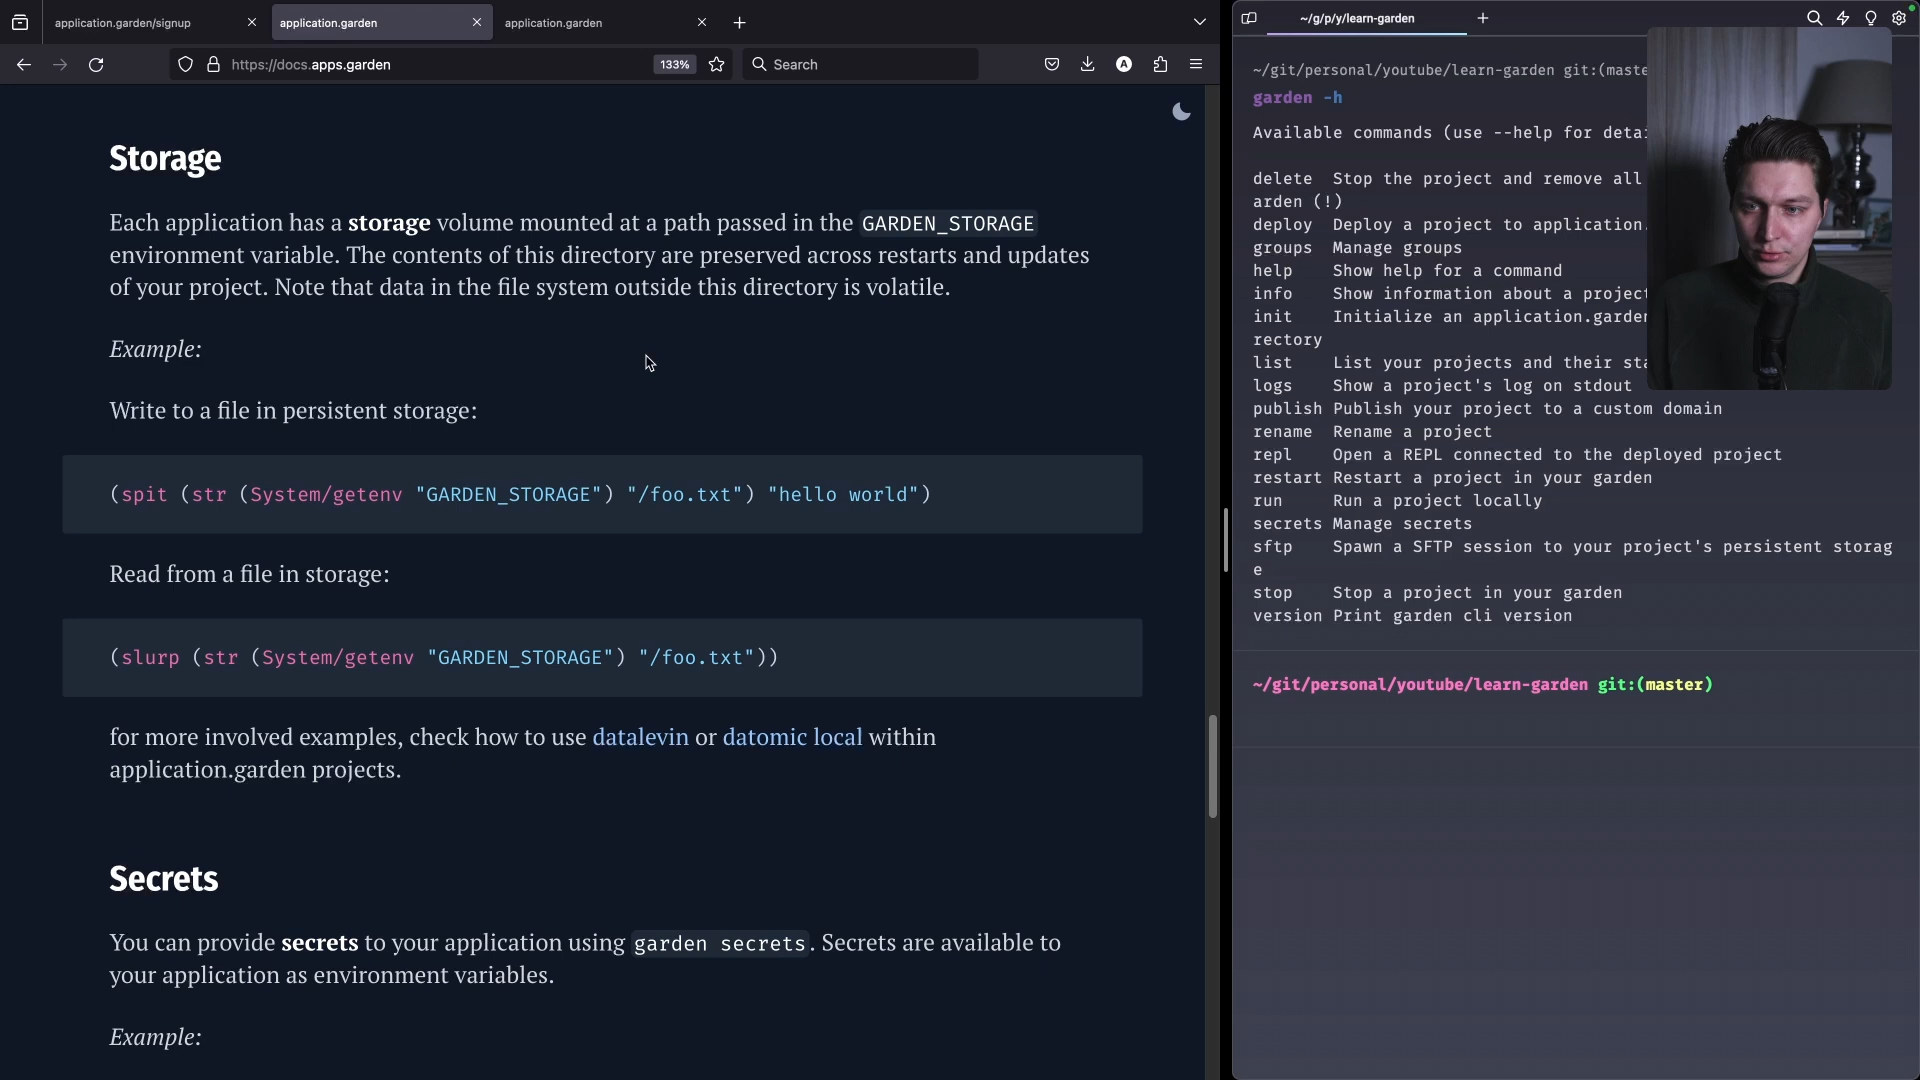 application.garden/signup
application.garden
application.garden
https://docs.apps.garden
133%
Search
A
Storage
Each application has a storage volume mounted at a path passed in the GARDEN_STORAGE
environment variable. The contents of this directory are preserved across restarts and updates
of your project. Note that data in the file system outside this directory is volatile.
Example:
Write to a file in persistent storage:
(spit (str (System/getenv "GARDEN_STORAGE") "/foo.txt") "hello world")
Read from a file in storage:
(slurp (str (System/getenv "GARDEN_STORAGE") "/foo.txt"))
for more involved examples, check how to use datalevin or datomic local within
application.garden projects.
Secrets
You can provide secrets to your application using garden secrets. Secrets are available to
your application as environment variables.
Example:
~/g/p/y/learn-garden
~/git/personal/youtube/learn-garden git:(maste
garden -h
Available commands (use --help for detai
delete Stop the project and remove all
arden (!)
deploy Deploy a project to application.
groups Manage groups
help Show help for a command
info Show information about a project
init Initialize an application.garden
rectory
list List your projects and their sta
logs Show a project's log on stdout
publish Publish your project to a custom domain
rename Rename a project
repl Open a REPL connected to the deployed project
restart Restart a project in your garden
run Run a project locally
secrets Manage secrets
sftp Spawn a SFTP session to your project's persistent storag
e
stop Stop a project in your garden
version Print garden cli version
~/git/personal/youtube/learn-garden git:(master)